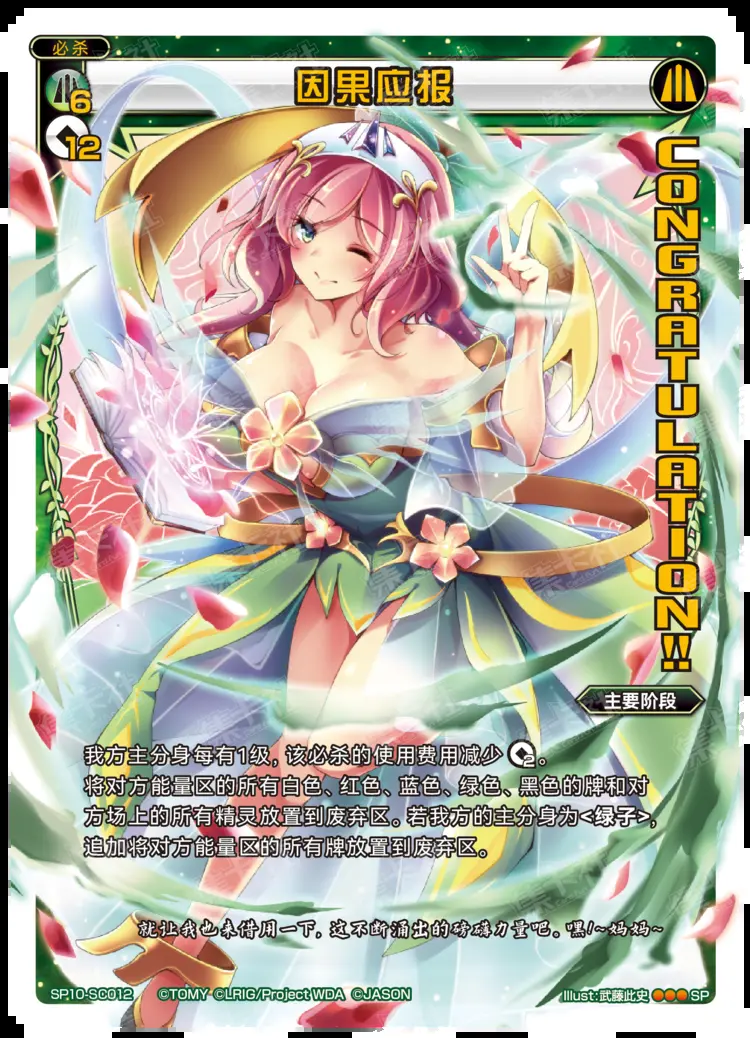 必杀
6
因果应报
12
CONGRATULATION!!
主要阶段
我方主分身每有1级,该必杀的使用费用减少2。
将对方能量区的所有白色、红色、蓝色、绿色、黑色的牌和对
方场上的所有精灵放置到废弃区。若我方的主分身为<绿子>,
追加将对方能量区的所有牌放置到废弃区。
就让我也来借用一下,这不断涌出的磅礴力量吧。嘿!~妈妈~
SP10-SC012 ©TOMY ©LRIG/Project WDA ©JASON
Illust:武藤此史 SP